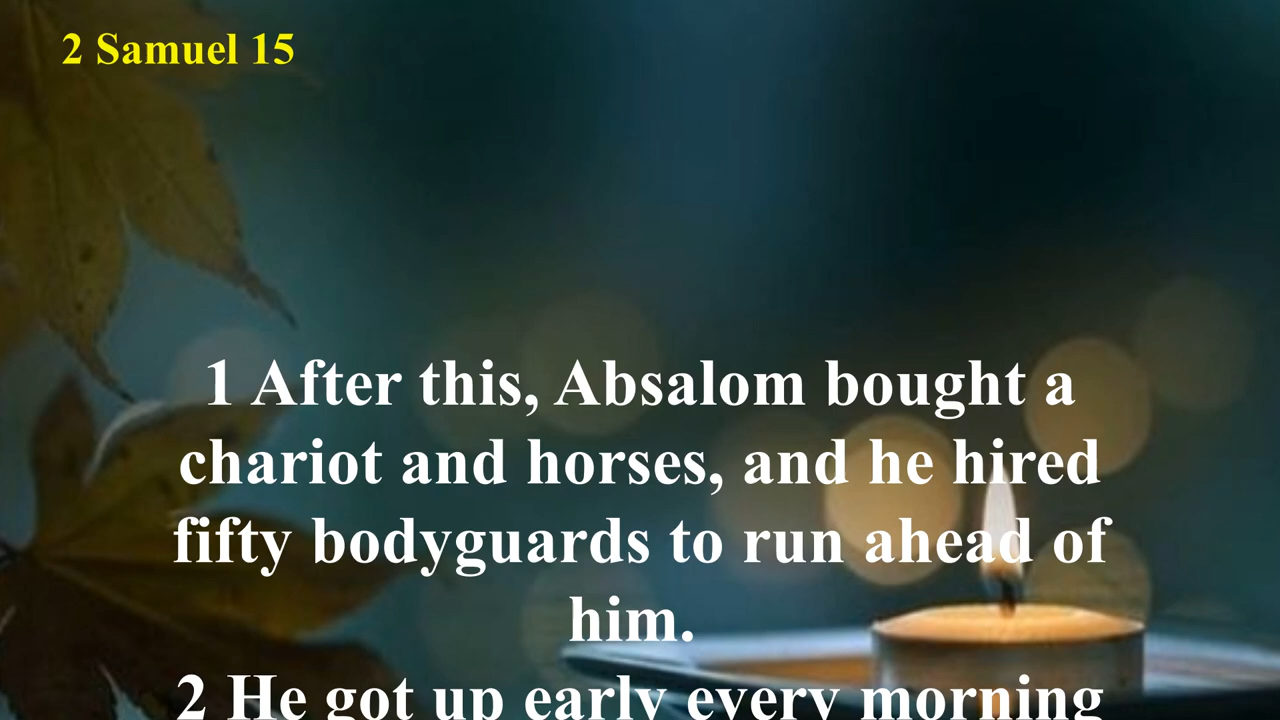 2 Samuel 15
1 After this, Absalom bought a
chariot and horses, and he hired
fifty bodyguards to run ahead of
him.
2 He got up early every morning